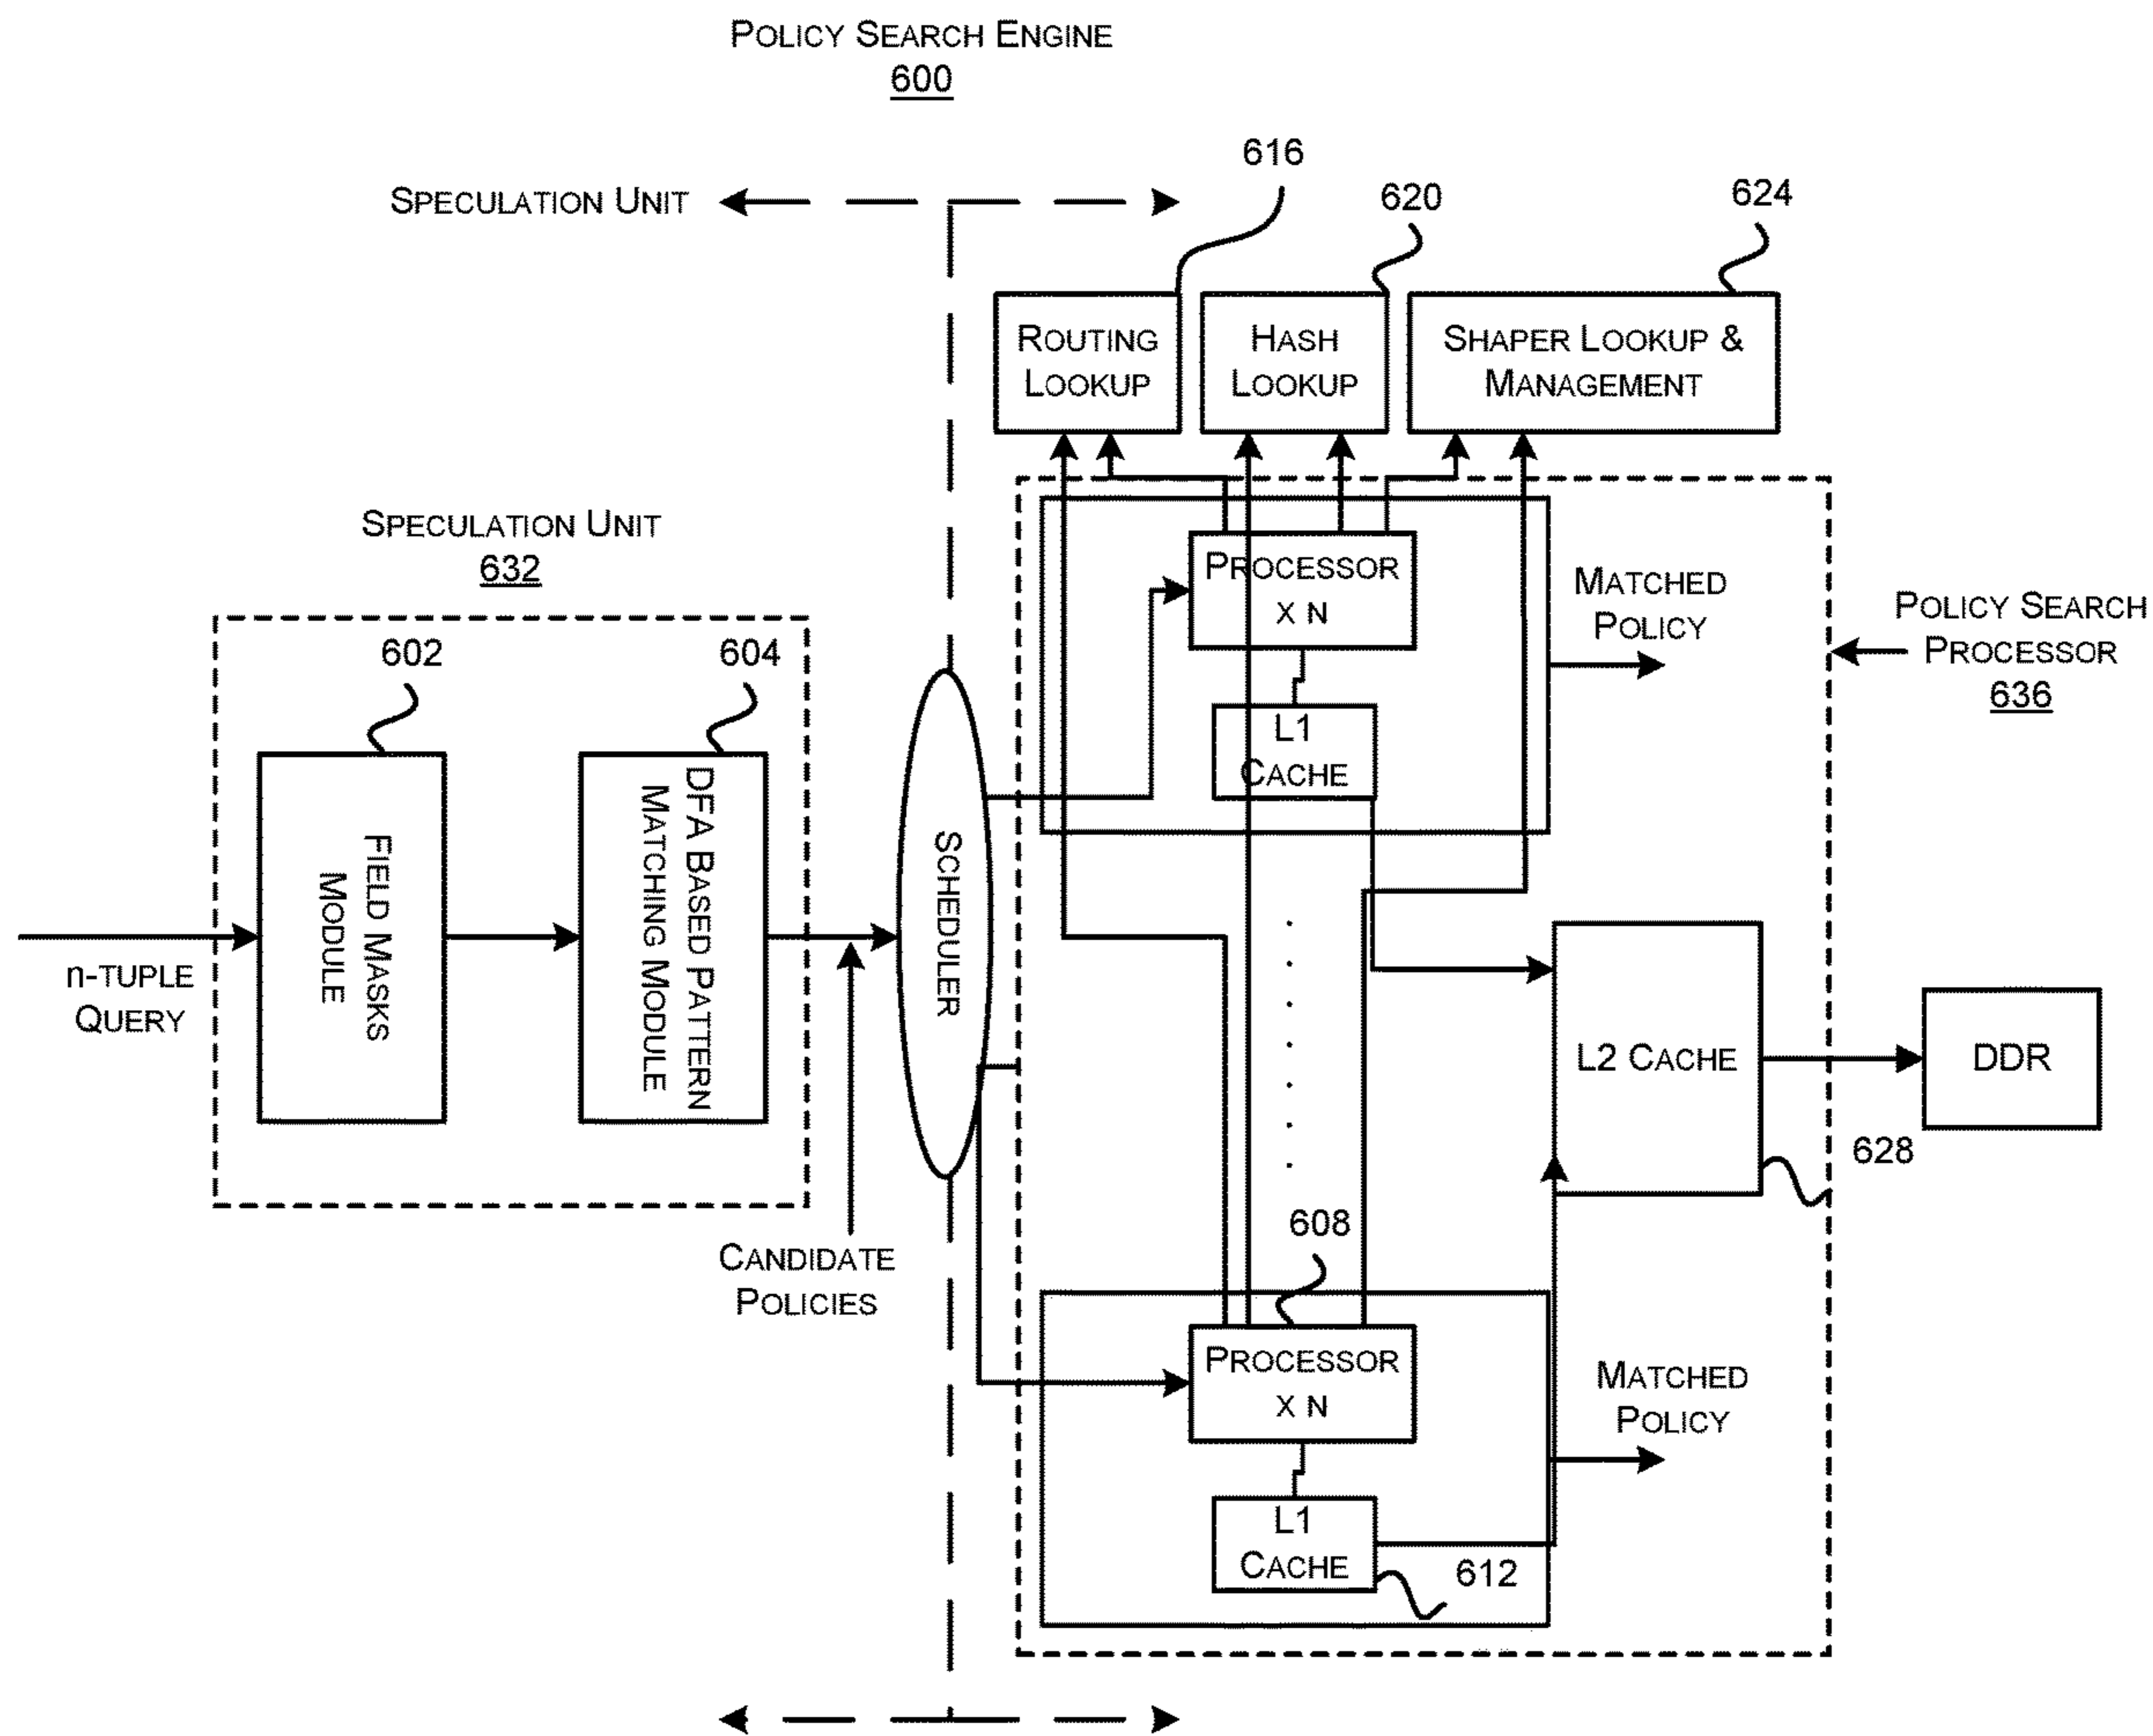 POLICY SEARCH ENGINE
600
616
SPECULATION UNIT
620
624
ROUTING
LOOKUP
HASH
LOOKUP
SHAPER LOOKUP &
MANAGEMENT
SPECULATION UNIT
632
602
604
FIELD MASKS
MODULE
DFA BASED PATTERN
MATCHING MODULE
n-TUPLE
QUERY
CANDIDATE
POLICIES
SCHEDULER
PROCESSOR
X N
L1
CACHE
MATCHED
POLICY
POLICY SEARCH
PROCESSOR
636
. . . . . . .
L2 CACHE
DDR
628
608
PROCESSOR
X N
L1
CACHE
612
MATCHED
POLICY